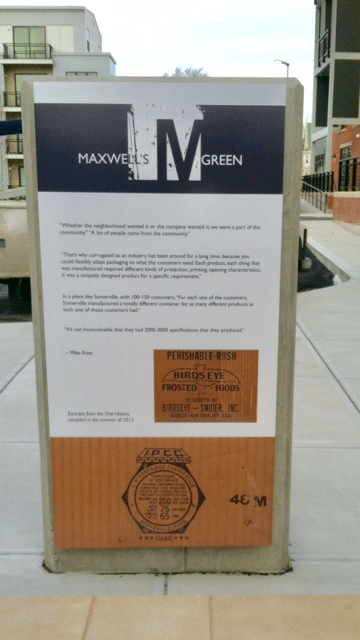 MAXWELL'S M GREEN
"Whether the neighborhood wanted it or the company wanted it, we were a part of the
community." "A lot of people came from the community"
"That's why corrugated as an industry has been around for a long time, because you
could flexibly adapt packaging to what the customers need. Each product, each thing that
was manufactured required different kinds of protection, printing, opening characteristics.
It was a uniquely designed product for a specific requirement."
In a place like Somerville, with 100-150 customers, "For each one of the customers,
Somerville manufactured a totally different container for as many different products as
each one of those customers had."
"It's not inconceivable that they had 2000-3000 specifications that they produced."
-- Mike Ross
PERISHABLE-RUSH
BIRDS EYE
FROSTED FOODS
DISTRIBUTED BY
BIRDSEYE - SNIDER, INC.
Excerpts from the Oral History,
compiled in the summer of 2012.
200
75
65
1946
48 M